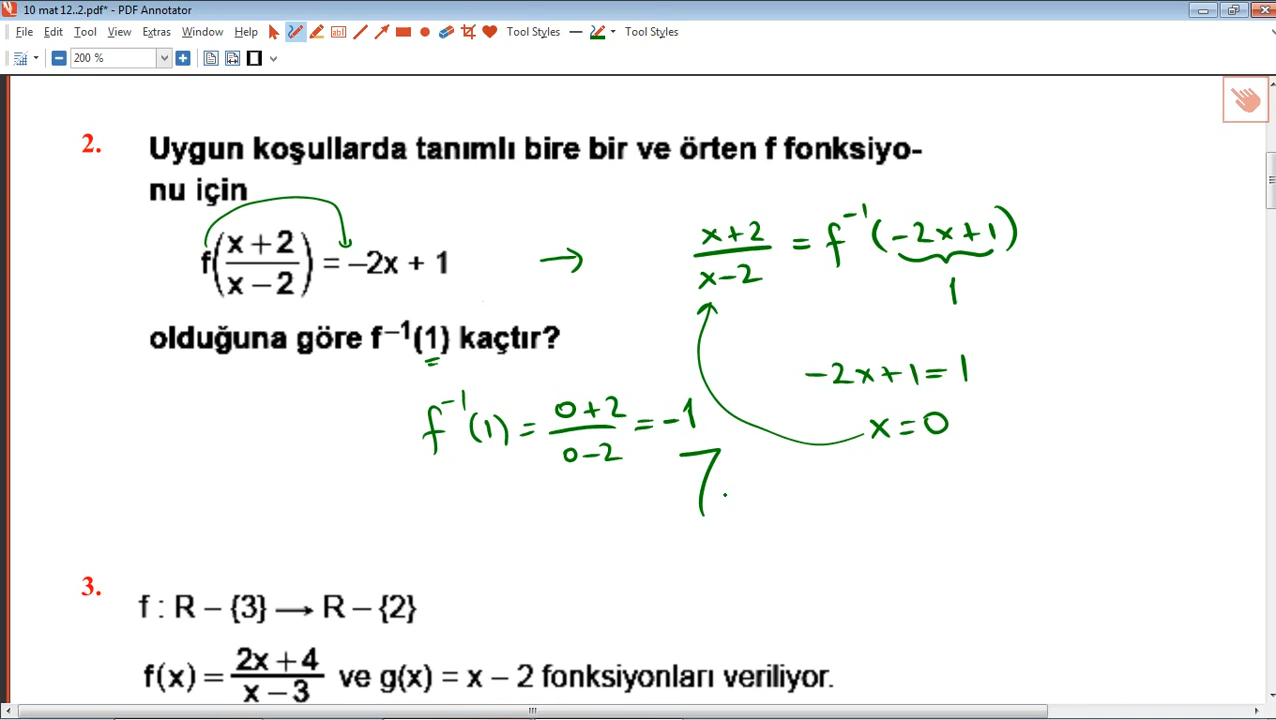 10 mat 12..2.pdf* - PDF Annotator
File Edit Tool View Extras Window Help Tool Styles Tool Styles
200 %
2. Uygun koşullarda tanımlı bire bir ve örten f fonksiyo-
nu için
f((x+2)/(x−2)) = −2x + 1 → (x+2)/(x−2) = f⁻¹(−2x+1)
1
olduğuna göre f⁻¹(1) kaçtır?
−2x+1=1
f⁻¹(1) = (0+2)/(0−2) = −1
x=0
3.
f : R − {3} → R − {2}
f(x) = (2x+4)/(x−3) ve g(x) = x − 2 fonksiyonları veriliyor.